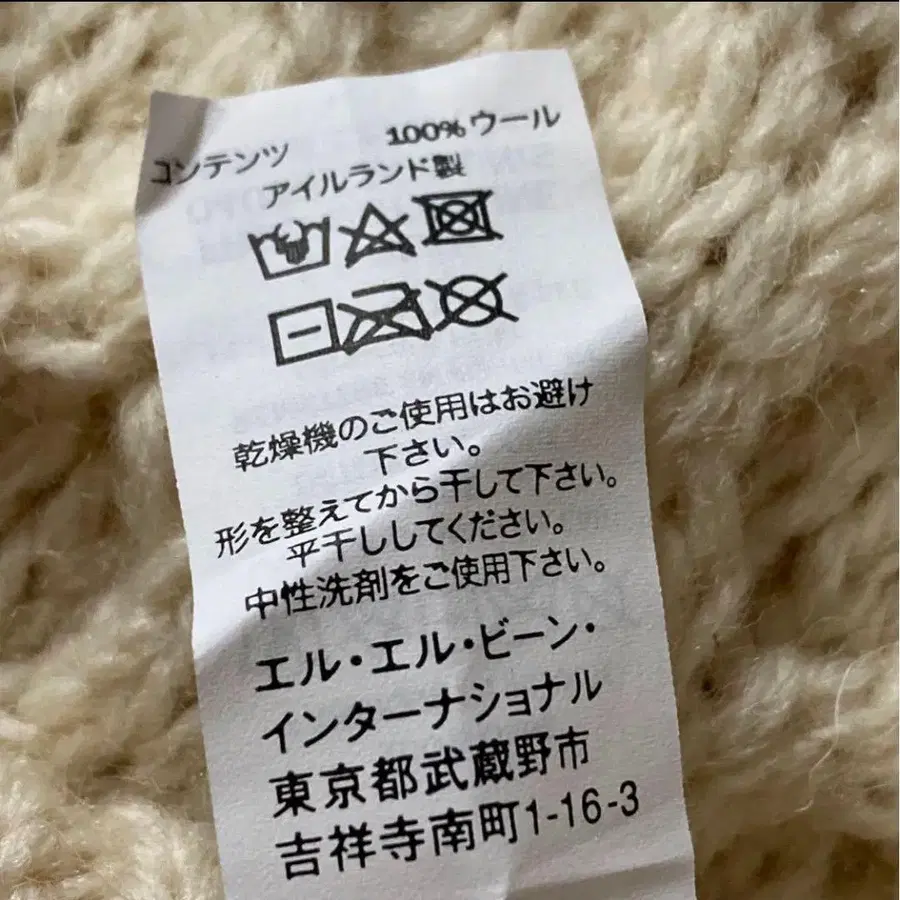 コンテンツ 100% ウール
アイルランド製
乾燥機のご使用はお避け
下さい。
形を整えてから干して下さい。
平干ししてください。
中性洗剤をご使用下さい。
エル・エル・ビーン・
インターナショナル
東京都武蔵野市
吉祥寺南町1-16-3